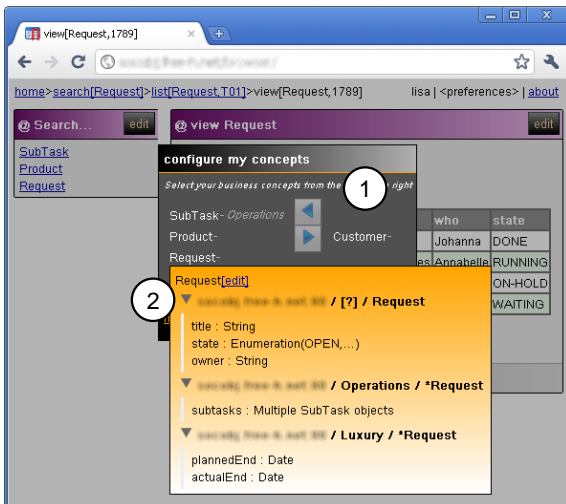 view[Request,1789]
home>search[Request]>list[Request,T01]>view[Request,1789]
lisa | <preferences> | about
@ Search...
edit
@ view Request
edit
SubTask
Product
Request
configure my concepts
Select your business concepts from the
right
1
SubTask- Operations
Product-
Customer-
Request-
who
state
Johanna
DONE
es
Annabelle
RUNNING
ON-HOLD
WAITING
Request[edit]
2
/ [?] / Request
title : String
state : Enumeration(OPEN,...)
owner : String
/ Operations / *Request
subtasks : Multiple SubTask objects
/ Luxury / *Request
plannedEnd : Date
actualEnd : Date